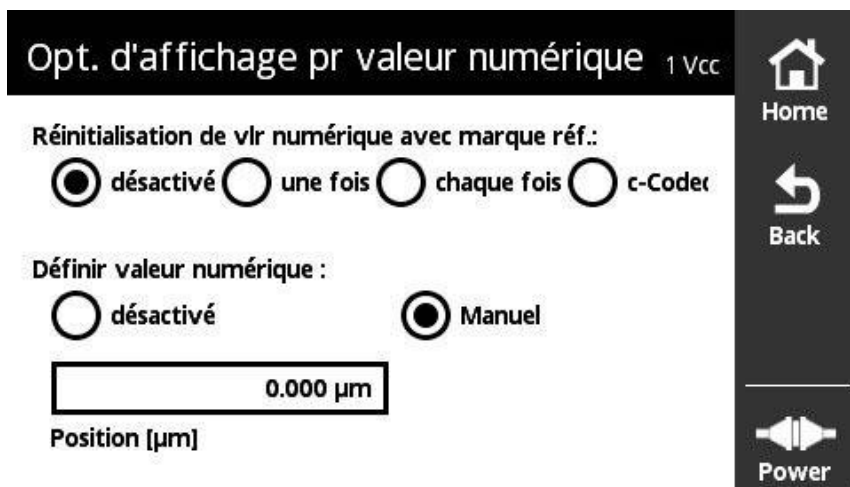 Opt. d'affichage pr valeur numérique 1 Vcc
Home
Réinitialisation de vlr numérique avec marque réf.:
désactivé une fois chaque fois c-Codec
Back
Définir valeur numérique :
désactivé Manuel
0.000 µm
Position [µm]
Power